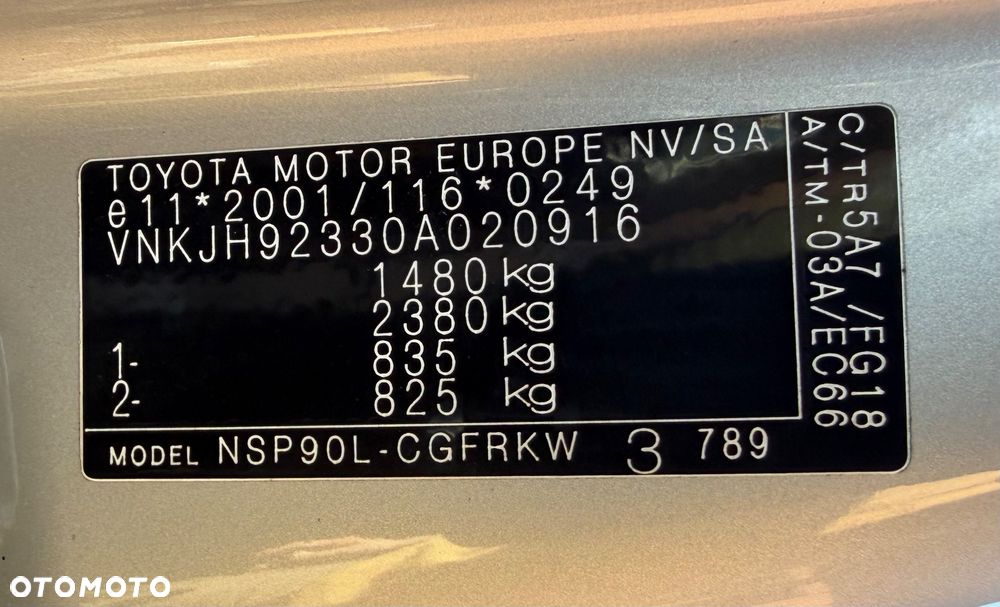 TOYOTA MOTOR EUROPE NV/SA
e11*2001/116*0249
VNKJH92330A020916
1480 kg
2380 kg
1- 835 kg
2- 825 kg
C/TR5A7/FG18
A/TM-03A/EC66
MODEL NSP90L-CGFRKW 3 789
OTOMOTO